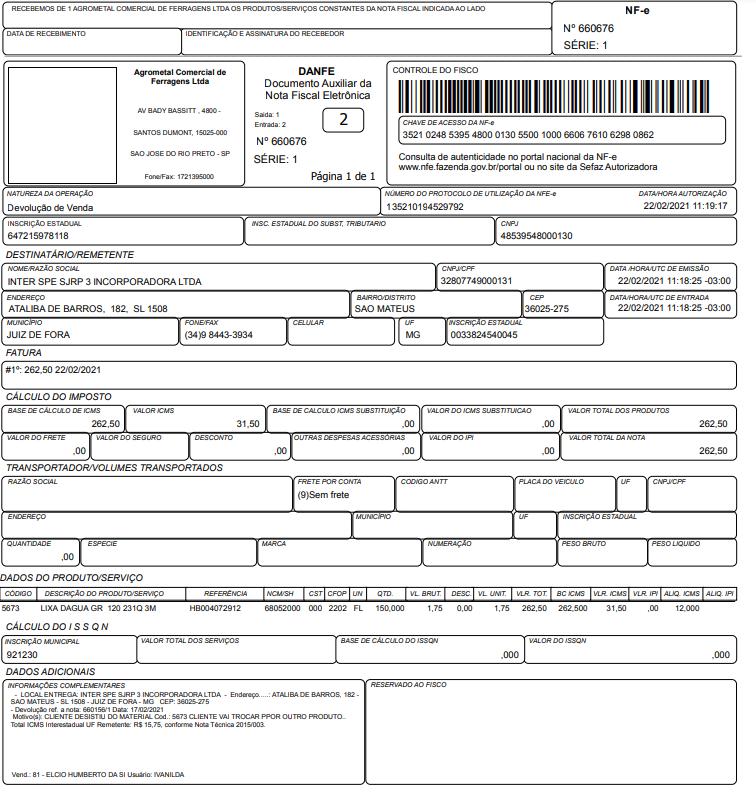 RECEBEMOS DE 1 AGROMETAL COMERCIAL DE FERRAGENS LTDA OS PRODUTOS/SERVIÇOS CONSTANTES DA NOTA FISCAL INDICADA AO LADO
NF-e
Nº 660676
SÉRIE: 1
DATA DE RECEBIMENTO
IDENTIFICAÇÃO E ASSINATURA DO RECEBEDOR
Agrometal Comercial de
Ferragens Ltda
AV BADY BASSITT , 4800 -
SANTOS DUMONT, 15025-000
SAO JOSE DO RIO PRETO - SP
Fone/Fax: 1721395000
DANFE
Documento Auxiliar da
Nota Fiscal Eletrônica
Saída: 1
Entrada: 2
2
Nº 660676
SÉRIE: 1
Página 1 de 1
CONTROLE DO FISCO
CHAVE DE ACESSO DA NF-e
3521 0248 5395 4800 0130 5500 1000 6606 7610 6298 0862
Consulta de autenticidade no portal nacional da NF-e
www.nfe.fazenda.gov.br/portal ou no site da Sefaz Autorizadora
NATUREZA DA OPERAÇÃO
Devolução de Venda
NÚMERO DO PROTOCOLO DE UTILIZAÇÃO DA NFE-e
135210194529792
DATA/HORA AUTORIZAÇÃO
22/02/2021 11:19:17
INSCRIÇÃO ESTADUAL
647215978118
INSC. ESTADUAL DO SUBST, TRIBUTARIO
CNPJ
48539548000130
DESTINATÁRIO/REMETENTE
NOME/RAZÃO SOCIAL
INTER SPE SJRP 3 INCORPORADORA LTDA
CNPJ/CPF
32807749000131
DATA /HORA/UTC DE EMISSÃO
22/02/2021 11:18:25 -03:00
ENDEREÇO
ATALIBA DE BARROS, 182, SL 1508
BAIRRO/DISTRITO
SAO MATEUS
CEP
36025-275
DATA/HORA/UTC DE ENTRADA
22/02/2021 11:18:25 -03:00
MUNICÍPIO
JUIZ DE FORA
FONE/FAX
(34)9 8443-3934
CELULAR
UF
MG
INSCRIÇÃO ESTADUAL
0033824540045
FATURA
#1º: 262,50 22/02/2021
CÁLCULO DO IMPOSTO
BASE DE CÁLCULO DE ICMS
262,50
VALOR ICMS
31,50
BASE DE CALCULO ICMS SUBSTITUIÇÃO
,00
VALOR DO ICMS SUBSTITUCAO
,00
VALOR TOTAL DOS PRODUTOS
262,50
VALOR DO FRETE
,00
VALOR DO SEGURO
DESCONTO
,00
OUTRAS DESPESAS ACESSÓRIAS
,00
VALOR DO IPI
,00
VALOR TOTAL DA NOTA
262,50
TRANSPORTADOR/VOLUMES TRANSPORTADOS
RAZÃO SOCIAL
FRETE POR CONTA
(9)Sem frete
CODIGO ANTT
PLACA DO VEICULO
UF
CNPJ/CPF
ENDEREÇO
MUNICÍPIO
UF
INSCRIÇÃO ESTADUAL
QUANTIDADE
,00
ESPECIE
MARCA
NUMERAÇÃO
PESO BRUTO
PESO LIQUIDO
DADOS DO PRODUTO/SERVIÇO
CÓDIGO DESCRIÇÃO DO PRODUTO/SERVIÇO REFERÊNCIA NCM/SH CST CFOP UN QTD. VL. BRUT. DESC. VL. UNIT. VLR. TOT. BC ICMS VLR. ICMS VLR. IPI ALIQ. ICMS ALIQ. IPI
5673 LIXA DAGUA GR 120 231Q 3M HB004072912 68052000 000 2202 FL 150,000 1,75 0,00 1,75 262,50 262,500 31,50 ,00 12,000
CÁLCULO DO I S S Q N
INSCRIÇÃO MUNICIPAL
921230
VALOR TOTAL DOS SERVIÇOS
BASE DE CÁLCULO DO ISSQN
,000
VALOR DO ISSQN
,000
DADOS ADICIONAIS
INFORMAÇÕES COMPLEMENTARES
- LOCAL ENTREGA: INTER SPE SJRP 3 INCORPORADORA LTDA - Endereço.....: ATALIBA DE BARROS, 182 -
SAO MATEUS - SL 1508 - JUIZ DE FORA - MG CEP: 36025-275
- Devolução ref. a nota: 660156/1 Data: 17/02/2021
Motivo(s): CLIENTE DESISTIU DO MATERIAL Cod.: 5673 CLIENTE VAI TROCAR PPOR OUTRO PRODUTO..
Total ICMS Interestadual UF Remetente: R$ 15,75, conforme Nota Técnica 2015/003.
Vend.: 81 - ELCIO HUMBERTO DA SI Usuário: IVANILDA
RESERVADO AO FISCO